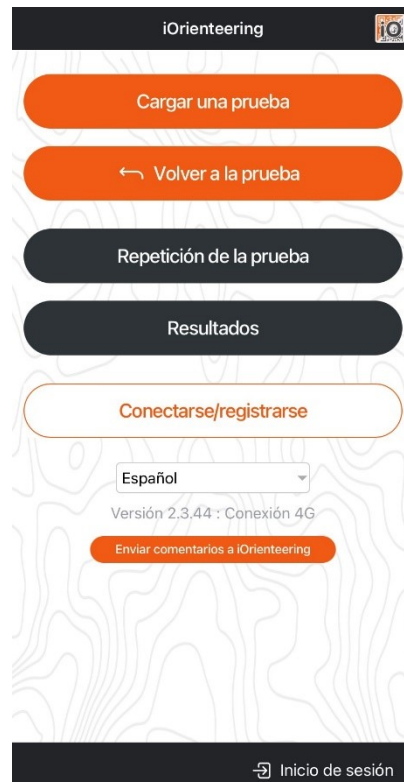 iOrienteering
iO
Cargar una prueba
Volver a la prueba
Repetición de la prueba
Resultados
Conectarse/registrarse
Español
Versión 2.3.44 : Conexión 4G
Enviar comentarios a iOrienteering
Inicio de sesión